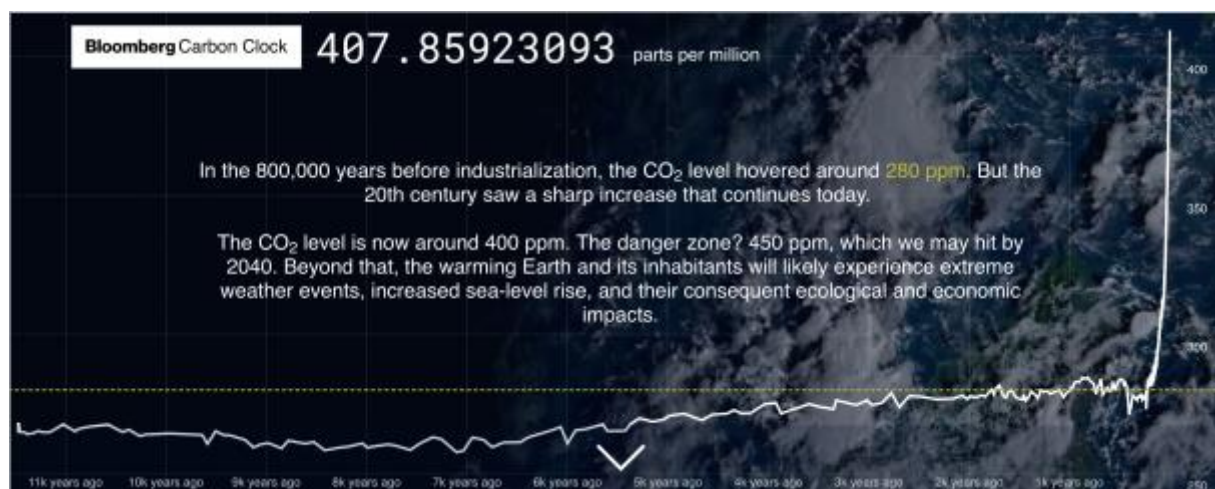 Bloomberg Carbon Clock 407.85923093 parts per million
400
In the 800,000 years before industrialization, the CO₂ level hovered around 280 ppm. But the
20th century saw a sharp increase that continues today.
350
The CO₂ level is now around 400 ppm. The danger zone? 450 ppm, which we may hit by
2040. Beyond that, the warming Earth and its inhabitants will likely experience extreme
weather events, increased sea-level rise, and their consequent ecological and economic
impacts.
300
11k years ago 10k years ago 9k years ago 8k years ago 7k years ago 6k years ago 5k years ago 4k years ago 3k years ago 2k years ago 1k years ago 250